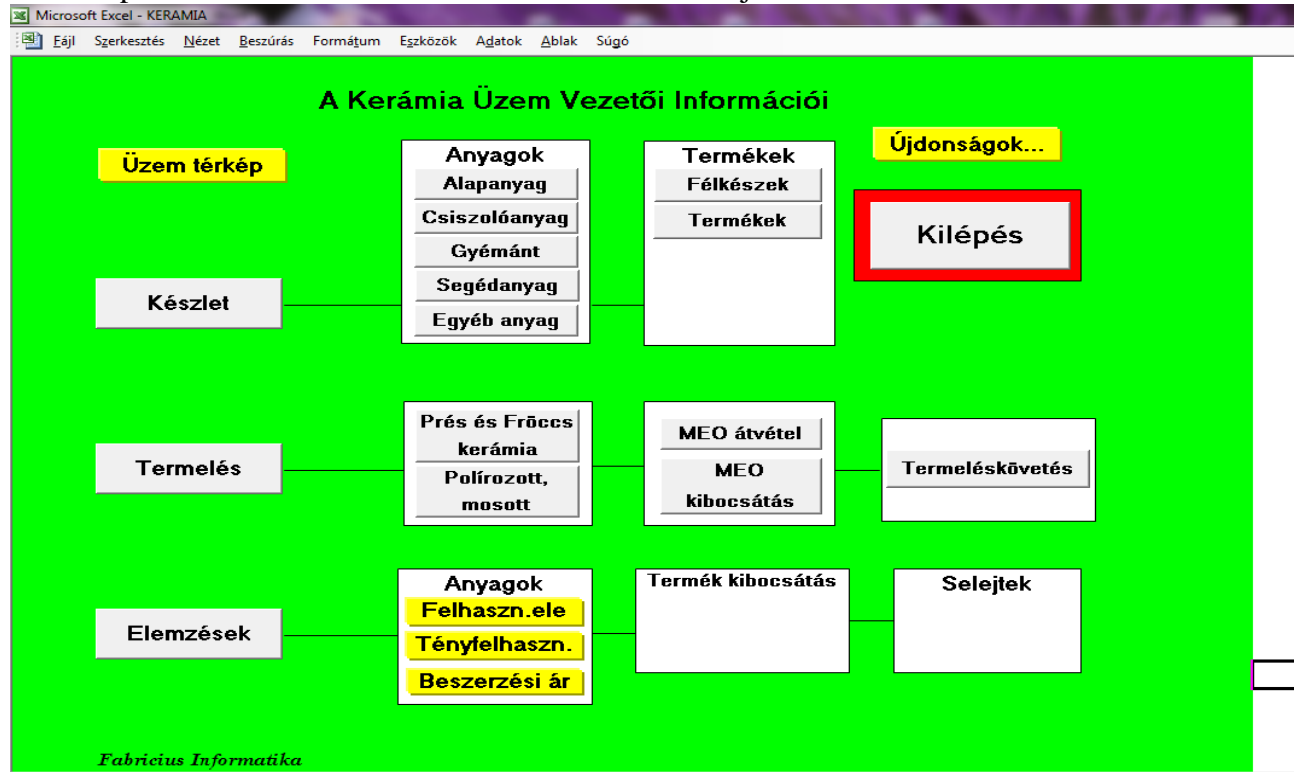 Microsoft Excel - KERAMIA
Fájl Szerkesztés Nézet Beszúrás Formátum Eszközök Adatok Ablak Súgó
A Kerámia Üzem Vezetői Információi
Üzem térkép
Anyagok
Alapanyag
Csiszolóanyag
Gyémánt
Segédanyag
Egyéb anyag
Termékek
Félkészek
Termékek
Újdonságok...
Kilépés
Készlet
Termelés
Prés és Frõccs
kerámia
Polírozott,
mosott
MEO átvétel
MEO
kibocsátás
Termeléskõvetés
Elemzések
Anyagok
Felhaszn.ele
Tényfelhaszn.
Beszerzési ár
Termék kibocsátás
Selejtek
Fabricius Informatika